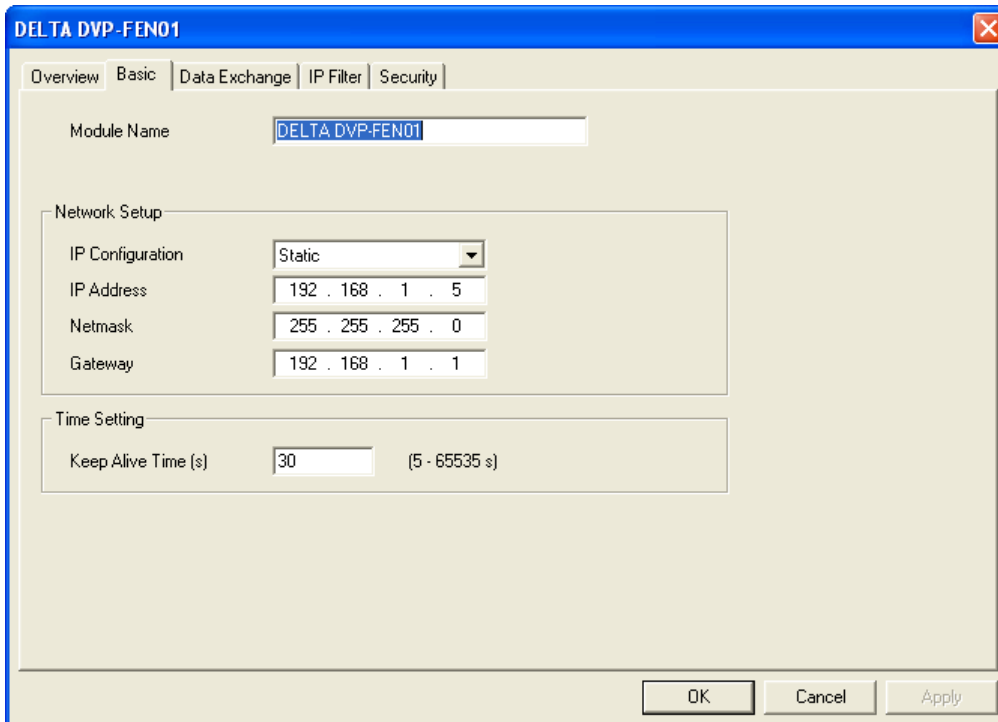 DELTA DVP-FEN01
Overview Basic Data Exchange IP Filter Security
Module Name DELTA DVP-FEN01
Network Setup
IP Configuration Static
IP Address 192 . 168 . 1 . 5
Netmask 255 . 255 . 255 . 0
Gateway 192 . 168 . 1 . 1
Time Setting
Keep Alive Time (s) 30 (5 - 65535 s)
OK Cancel Apply